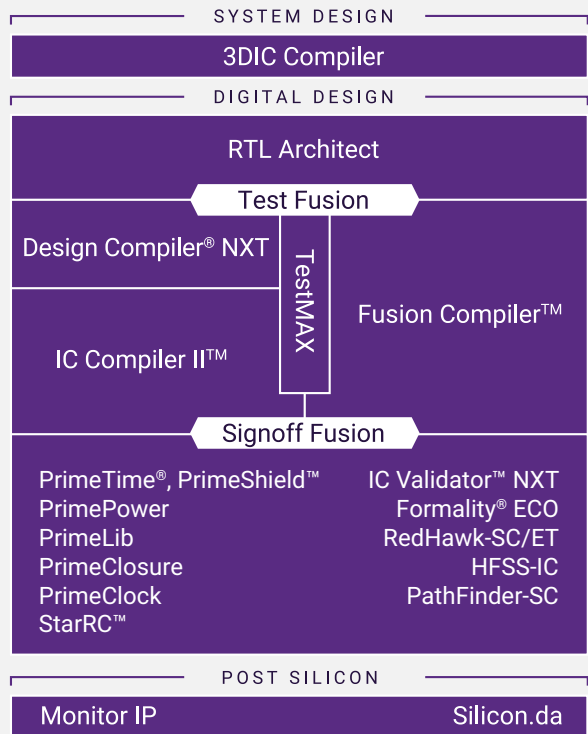 SYSTEM DESIGN
3DIC Compiler
DIGITAL DESIGN
RTL Architect
Test Fusion
Design Compiler® NXT
TestMAX
Fusion Compiler™
IC Compiler II™
Signoff Fusion
PrimeTime®, PrimeShield™
PrimePower
PrimeLib
PrimeClosure
PrimeClock
StarRC™
IC Validator™ NXT
Formality® ECO
RedHawk-SC/ET
HFSS-IC
PathFinder-SC
POST SILICON
Monitor IP
Silicon.da